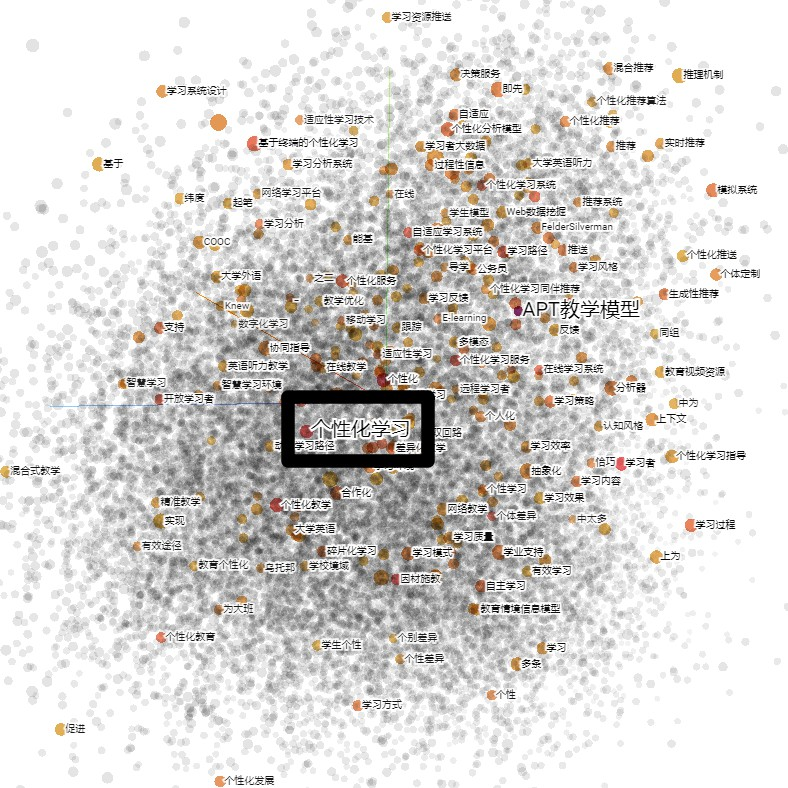 学习资源推送
决策服务
混合推荐
推理机制
学习系统设计
即先
个性化推荐算法
适应性学习技术
自适应
个性化推荐
个性化分析模型
基于终端的个性化学习
学习者大数据
推荐
实时推荐
基于
学习分析系统
过程性信息
大学英语听力
个性化学习系统
模拟系统
网络学习平台
在线
纬度
起笔
推荐系统
学生模型
Web数据挖掘
学习分析
FelderSilverman
自适应学习系统
COOC
能基
个性化学习平台
学习路径
推送
个性化推送
导学
公务员
学习风格
个体定制
大学外语
之二
个性化服务
个性化学习同伴推荐
生成性推荐
教学优化
学习反馈
Knew
APT教学模型
移动学习
E-learning
数字化学习
支持
跟踪
反馈
同组
多模态
协同指导
适应性学习
个性化学习服务
英语听力教学
在线教学
在线学习系统
教育视频资源
个性化
智慧学习
智慧学习环境
远程学习者
分析器
开放学习者
习
学习策略
中为
个人化
上下文
个性化学习
认知风格
双回路
学习路径
差异化
学习效率
个性化学习指导
倍巧
学习者
混合式教学
抽象化
学习内容
合作化
个性学习
学习效果
精准教学
个性化教学
网络教学
个体差异
中太多
实现
学习过程
大学英语
学习质量
有效途径
碎片化学习
学习模式
学业支持
上为
教育个性化
乌托邦
学校境域
有效学习
因材施教
自主学习
为大班
教育情境信息模型
个性化教育
个别差异
学生个性
学习
个性差异
多条
个性
学习方式
促进
个性化发展